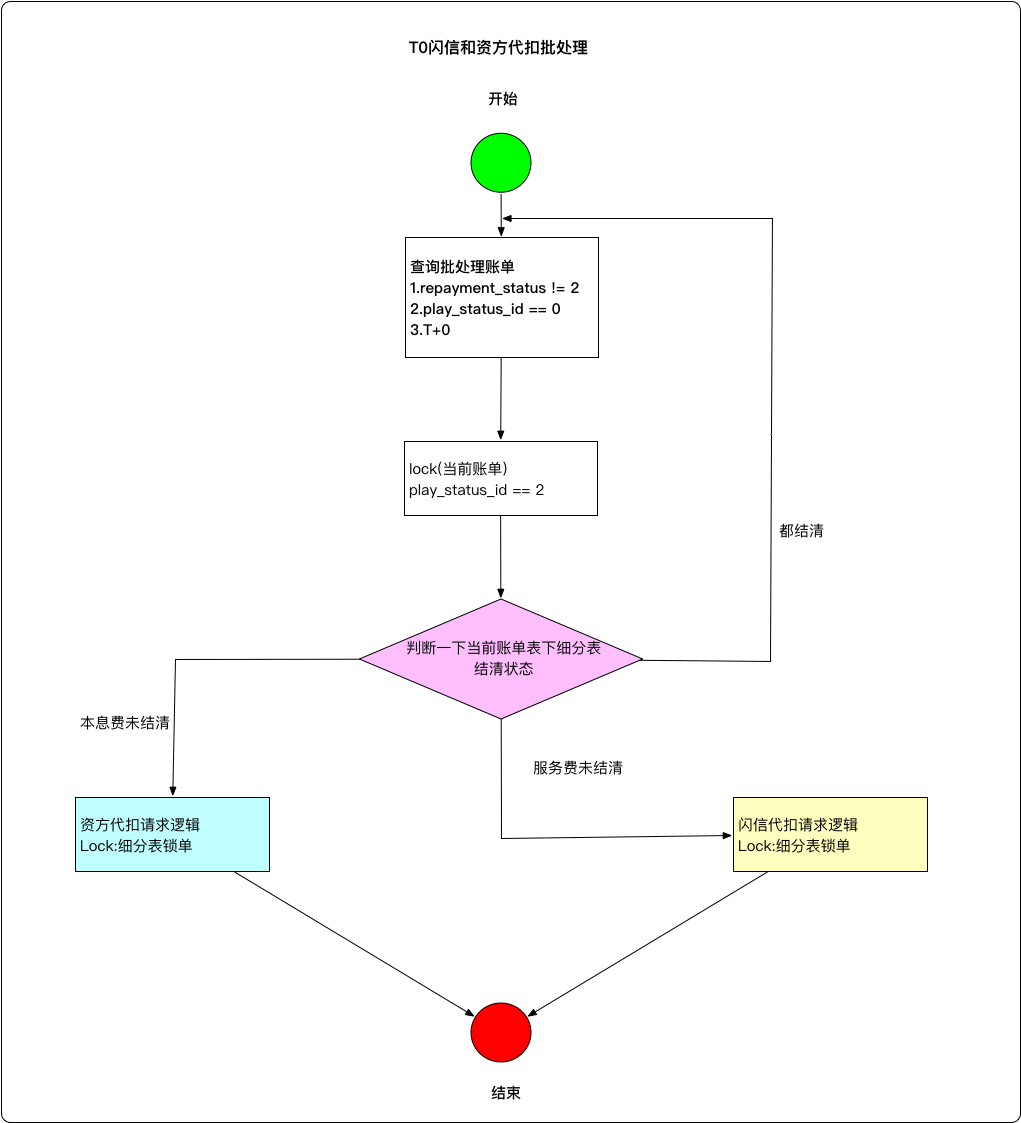 T0闪信和资方代扣批处理
开始
查询批处理账单
1.repayment_status != 2
2.play_status_id == 0
3.T+0
lock(当前账单)
play_status_id == 2
都结清
判断一下当前账单表下细分表
结清状态
本息费未结清
服务费未结清
资方代扣请求逻辑
Lock:细分表锁单
闪信代扣请求逻辑
Lock:细分表锁单
结束